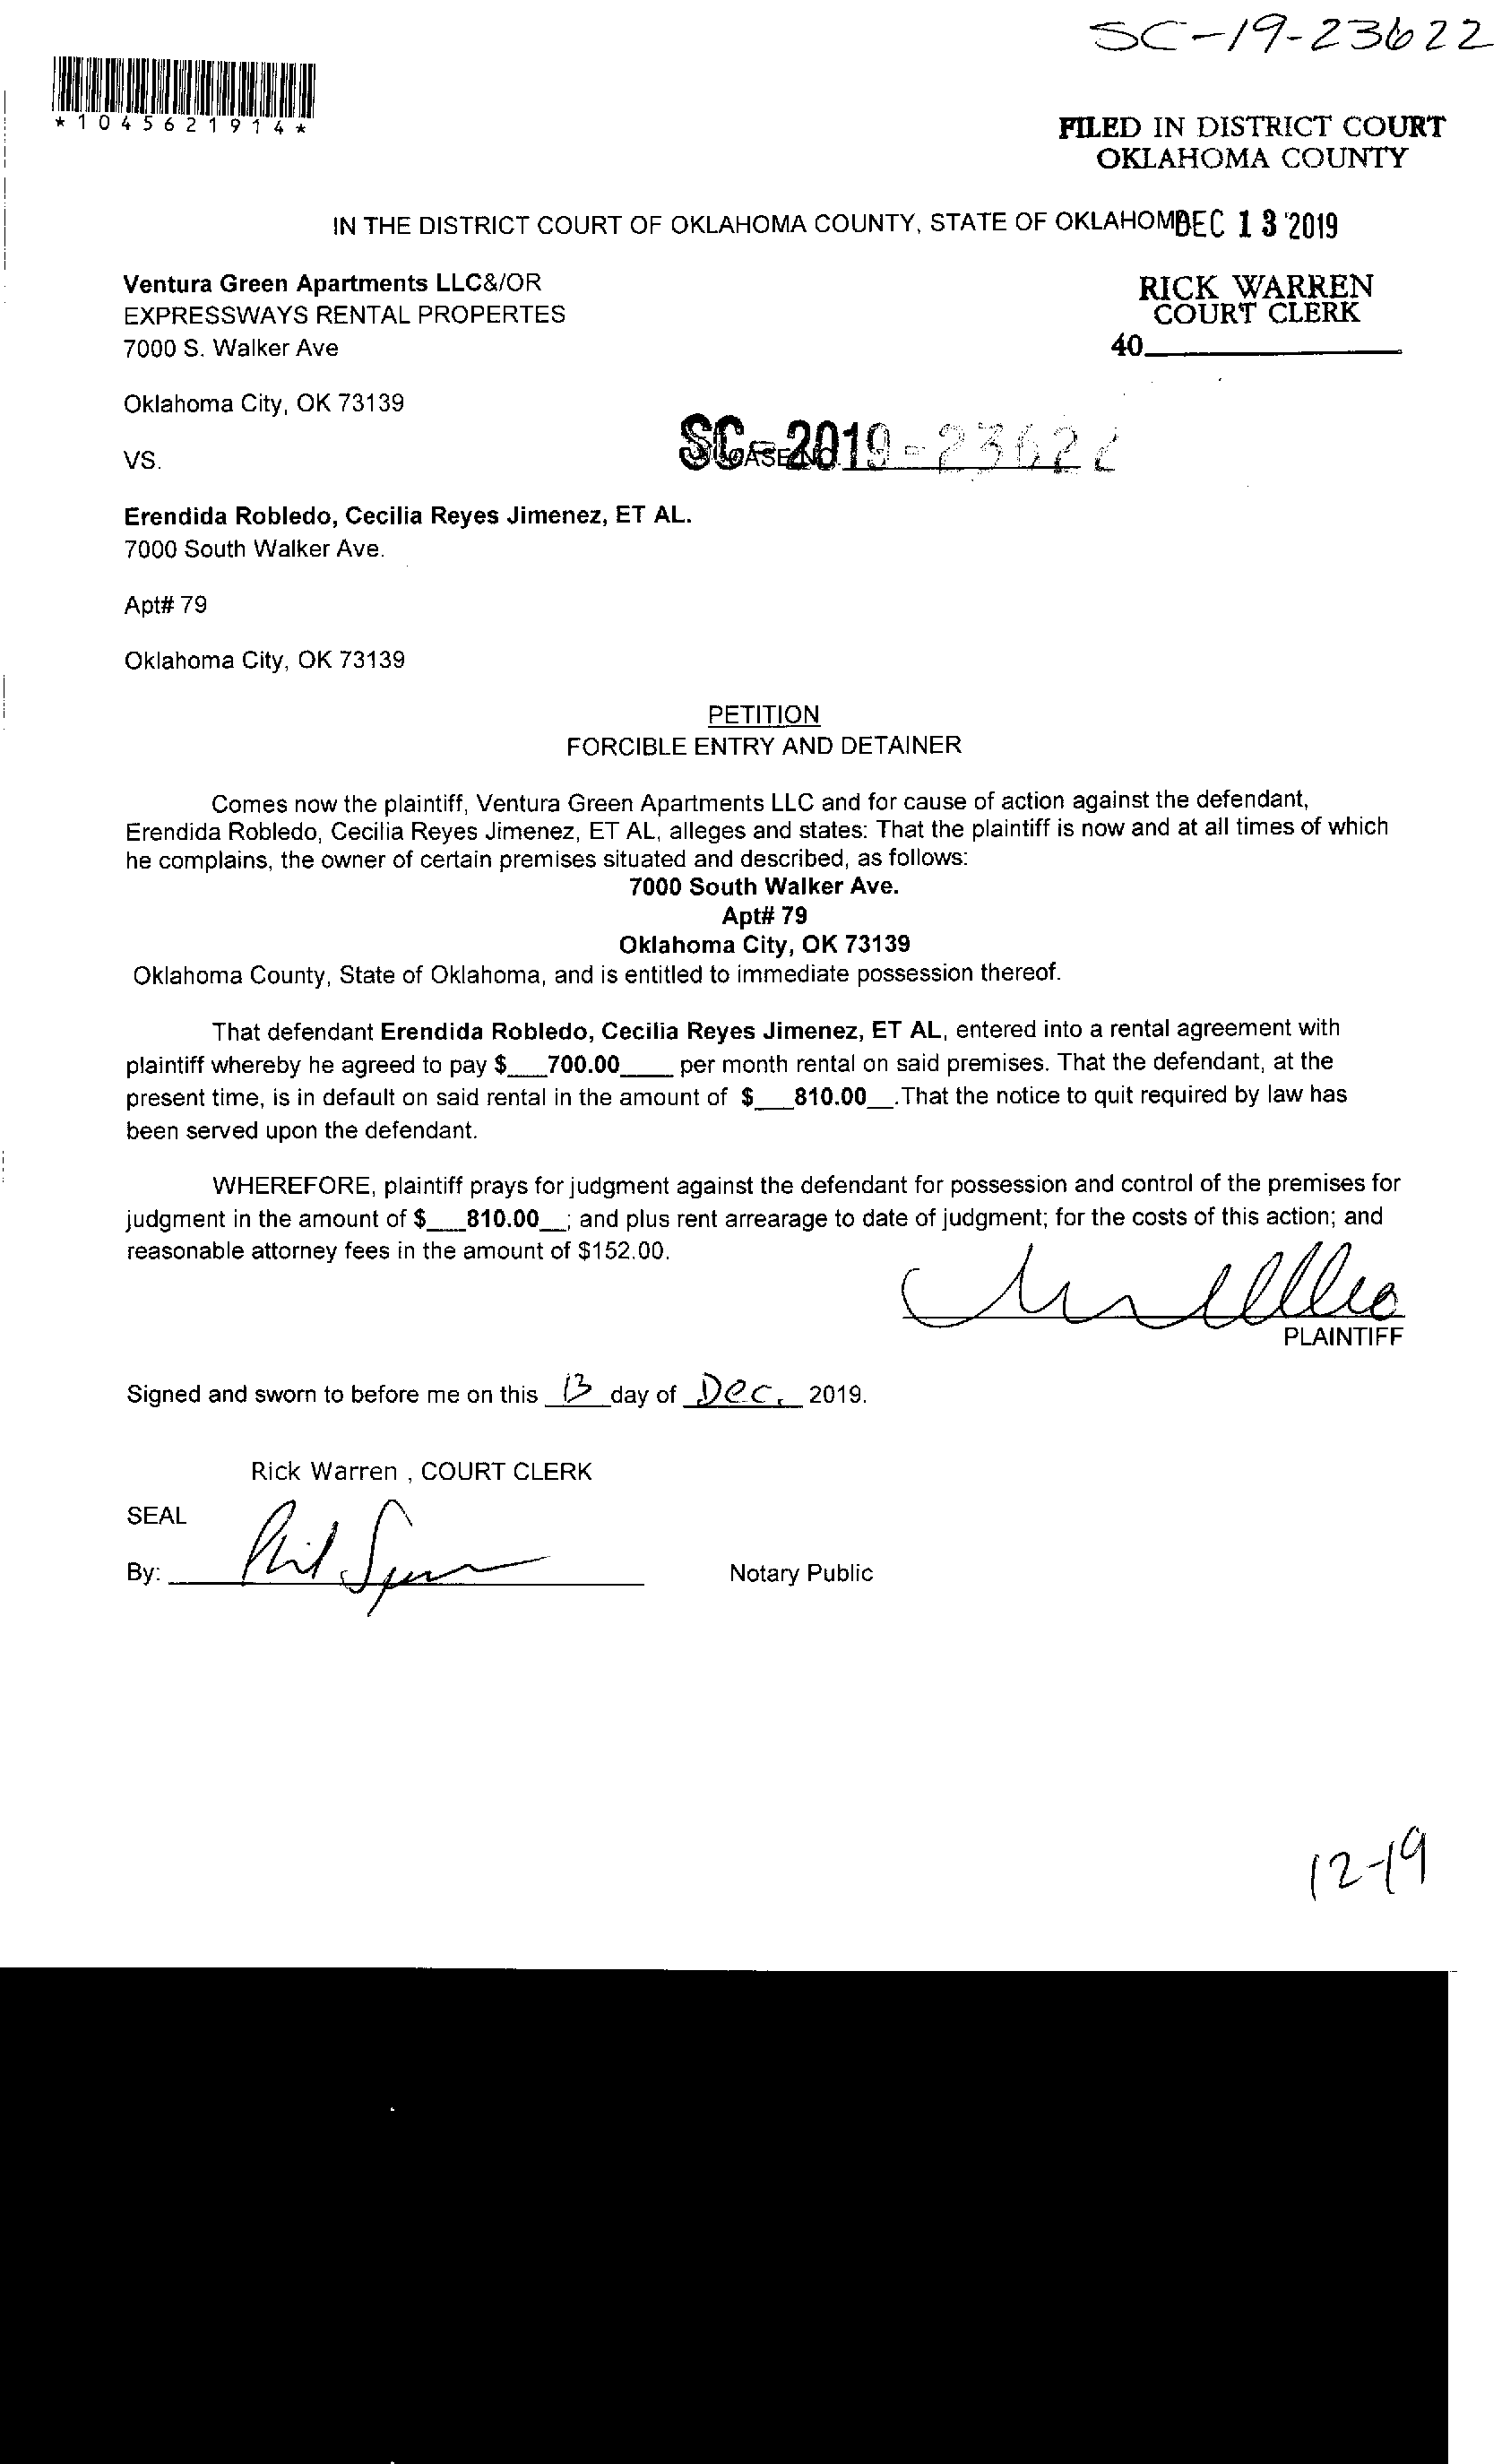 SC-19-23622
*1045621914*
FILED IN DISTRICT COURT
OKLAHOMA COUNTY
IN THE DISTRICT COURT OF OKLAHOMA COUNTY, STATE OF OKLAHOM DEC 13 2019
Ventura Green Apartments LLC&/OR
RICK WARREN
EXPRESSWAYS RENTAL PROPERTES
COURT CLERK
7000 S. Walker Ave
40
Oklahoma City, OK 73139
SC-2019-23622
CASE NO.
VS.
Erendida Robledo, Cecilia Reyes Jimenez, ET AL.
7000 South Walker Ave.
Apt# 79
Oklahoma City, OK 73139
PETITION
FORCIBLE ENTRY AND DETAINER
Comes now the plaintiff, Ventura Green Apartments LLC and for cause of action against the defendant,
Erendida Robledo, Cecilia Reyes Jimenez, ET AL, alleges and states: That the plaintiff is now and at all times of which
he complains, the owner of certain premises situated and described, as follows:
7000 South Walker Ave.
Apt# 79
Oklahoma City, OK 73139
Oklahoma County, State of Oklahoma, and is entitled to immediate possession thereof.
That defendant Erendida Robledo, Cecilia Reyes Jimenez, ET AL, entered into a rental agreement with
plaintiff whereby he agreed to pay $___700.00____ per month rental on said premises. That the defendant, at the
present time, is in default on said rental in the amount of $___810.00__.That the notice to quit required by law has
been served upon the defendant.
WHEREFORE, plaintiff prays for judgment against the defendant for possession and control of the premises for
judgment in the amount of $___810.00__; and plus rent arrearage to date of judgment; for the costs of this action; and
reasonable attorney fees in the amount of $152.00.
PLAINTIFF
Signed and sworn to before me on this 13 day of Dec. 2019.
Rick Warren , COURT CLERK
SEAL
By:
Notary Public
12-19